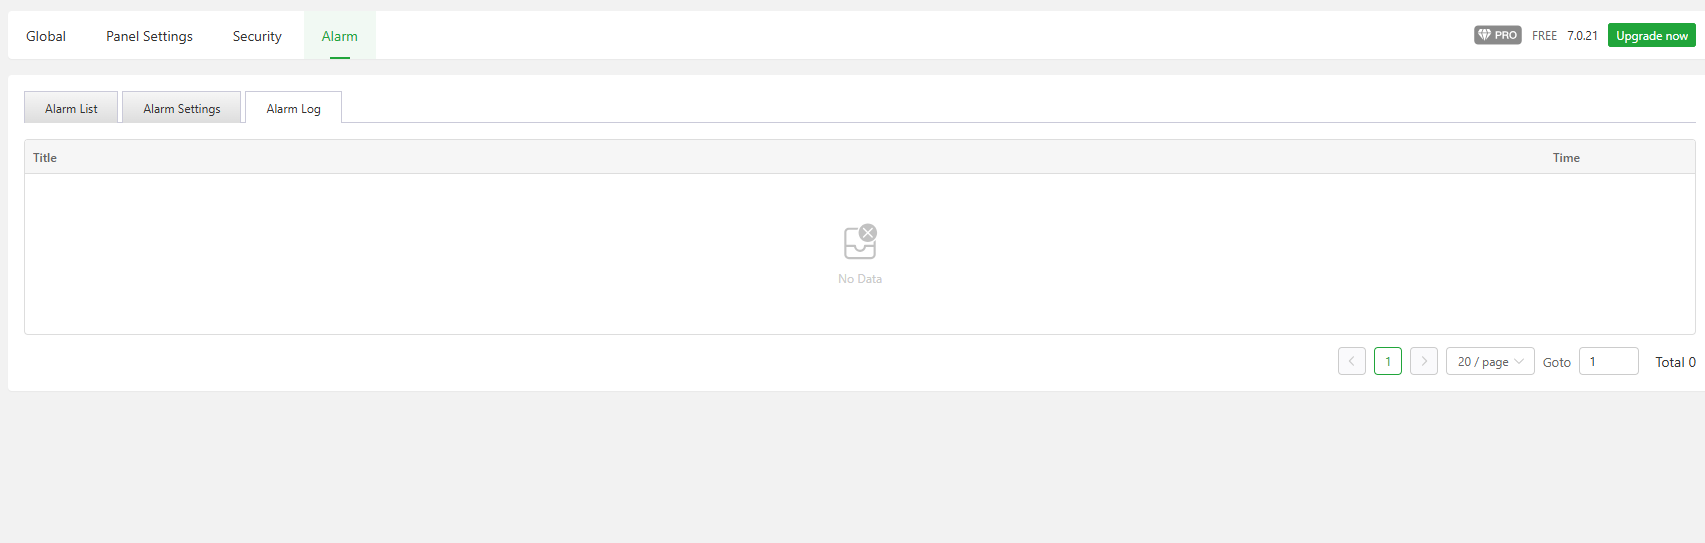 Global Panel Settings Security Alarm PRO FREE 7.0.21 Upgrade now
Alarm List Alarm Settings Alarm Log
Title Time
No Data
1 20 / page Goto 1 Total 0